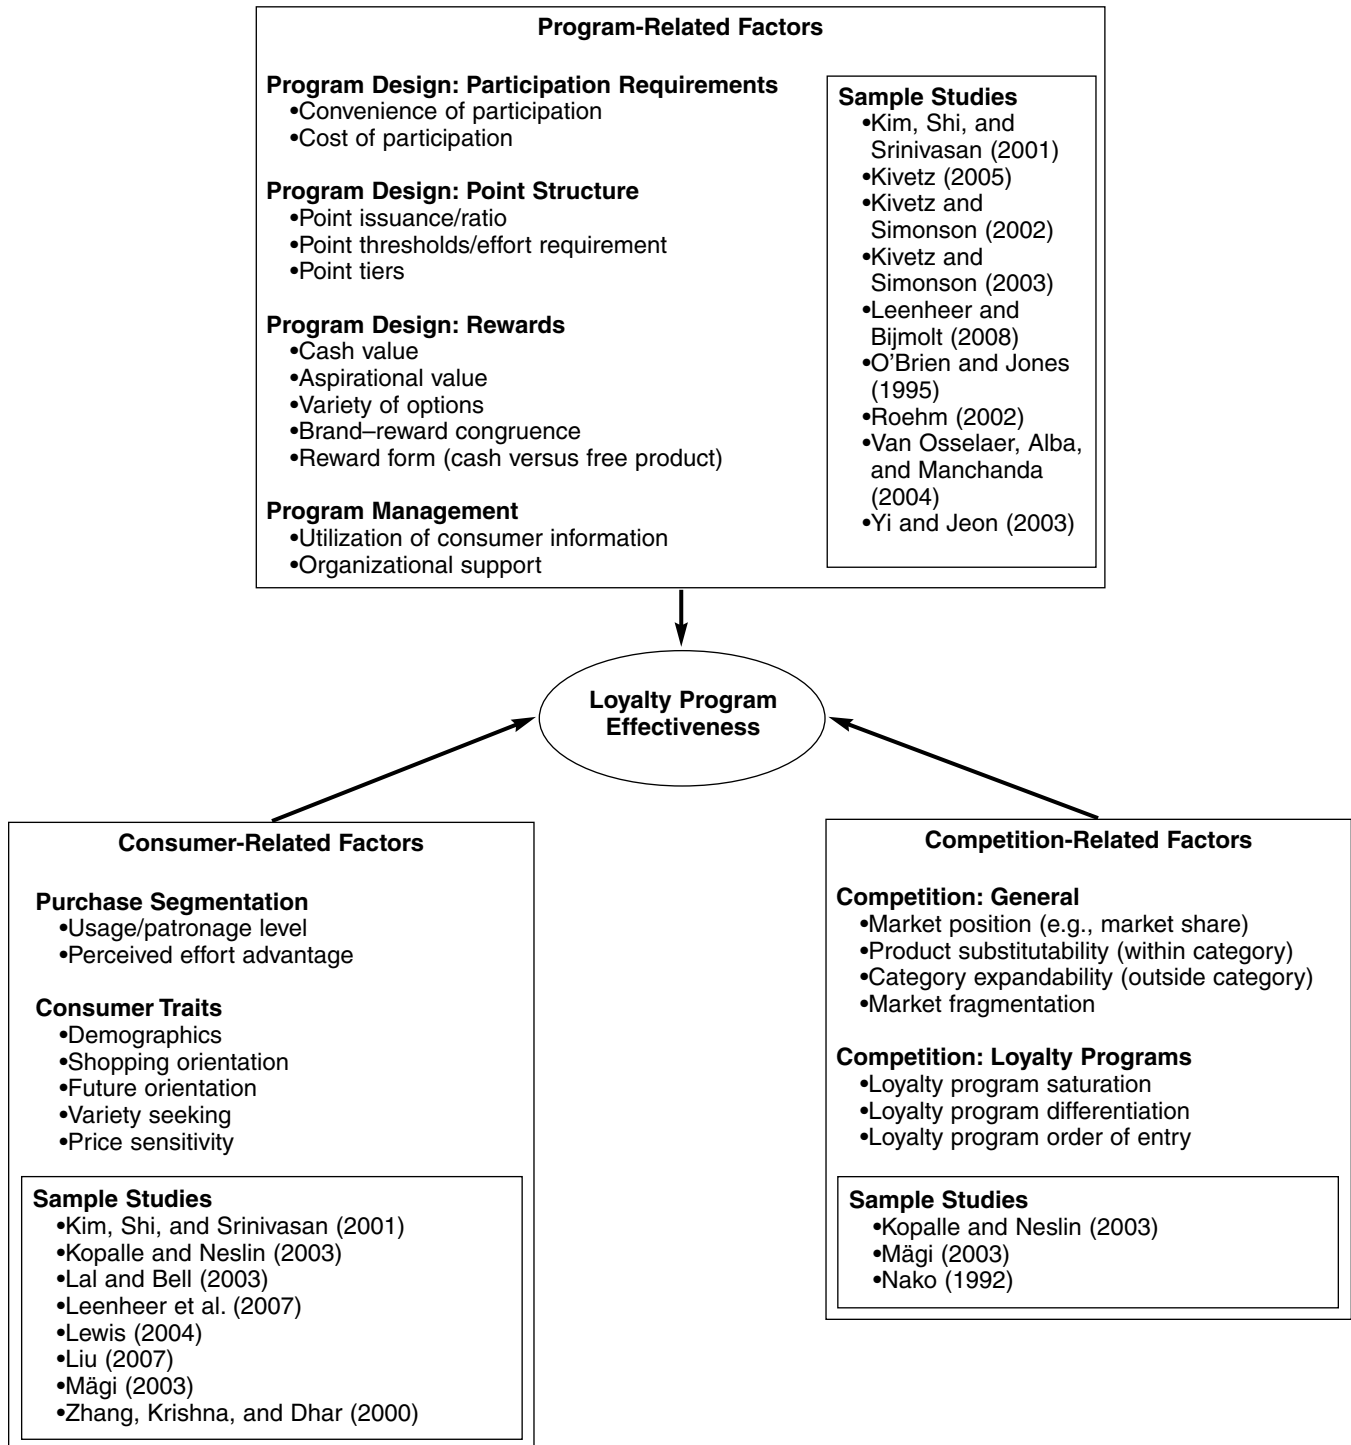 Program-Related Factors
Program Design: Participation Requirements
•Convenience of participation
•Cost of participation
Program Design: Point Structure
•Point issuance/ratio
•Point thresholds/effort requirement
•Point tiers
Program Design: Rewards
•Cash value
•Aspirational value
•Variety of options
•Brand–reward congruence
•Reward form (cash versus free product)
Program Management
•Utilization of consumer information
•Organizational support
Sample Studies
•Kim, Shi, and
Srinivasan (2001)
•Kivetz (2005)
•Kivetz and
Simonson (2002)
•Kivetz and
Simonson (2003)
•Leenheer and
Bijmolt (2008)
•O’Brien and Jones
(1995)
•Roehm (2002)
•Van Osselaer, Alba,
and Manchanda
(2004)
•Yi and Jeon (2003)
Loyalty Program
Effectiveness
Consumer-Related Factors
Purchase Segmentation
•Usage/patronage level
•Perceived effort advantage
Consumer Traits
•Demographics
•Shopping orientation
•Future orientation
•Variety seeking
•Price sensitivity
Sample Studies
•Kim, Shi, and Srinivasan (2001)
•Kopalle and Neslin (2003)
•Lal and Bell (2003)
•Leenheer et al. (2007)
•Lewis (2004)
•Liu (2007)
•Mägi (2003)
•Zhang, Krishna, and Dhar (2000)
Competition-Related Factors
Competition: General
•Market position (e.g., market share)
•Product substitutability (within category)
•Category expandability (outside category)
•Market fragmentation
Competition: Loyalty Programs
•Loyalty program saturation
•Loyalty program differentiation
•Loyalty program order of entry
Sample Studies
•Kopalle and Neslin (2003)
•Mägi (2003)
•Nako (1992)